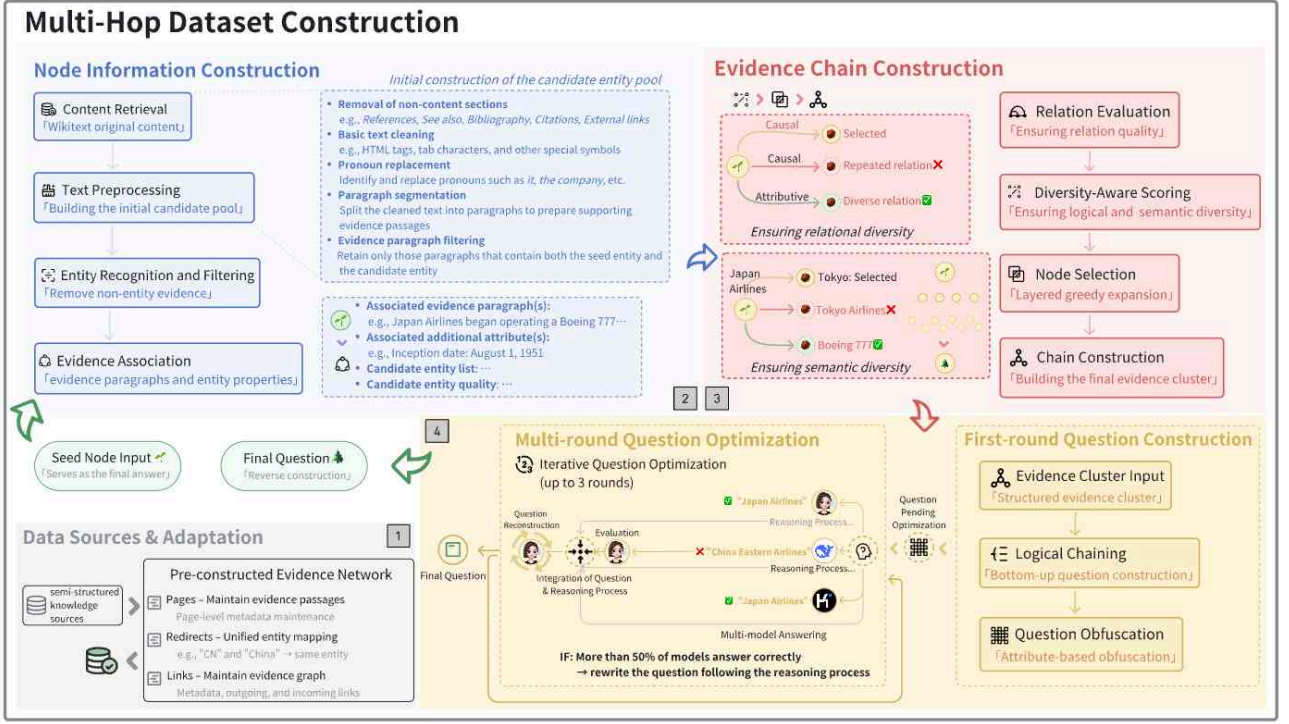 Multi-Hop Dataset Construction
Node Information Construction
Content Retrieval
「Wikitext original content」
Text Preprocessing
「Building the initial candidate pool」
Entity Recognition and Filtering
「Remove non-entity evidence」
Evidence Association
「evidence paragraphs and entity properties」
Initial construction of the candidate entity pool
• Removal of non-content sections
e.g., References, See also, Bibliography, Citations, External links
• Basic text cleaning
e.g., HTML tags, tab characters, and other special symbols
• Pronoun replacement
Identify and replace pronouns such as it, the company, etc.
• Paragraph segmentation
Split the cleaned text into paragraphs to prepare supporting
evidence passages
• Evidence paragraph filtering
Retain only those paragraphs that contain both the seed entity and
the candidate entity
• Associated evidence paragraph(s):
e.g., Japan Airlines began operating a Boeing 777···
• Associated additional attribute(s):
e.g., Inception date: August 1, 1951
• Candidate entity list: ···
• Candidate entity quality: ···
2
Evidence Chain Construction
Causal
Selected
Causal
Repeated relation
Attributive
Diverse relation
Ensuring relational diversity
Japan
Airlines
Tokyo: Selected
Tokyo Airlines
Boeing 777
Ensuring semantic diversity
Relation Evaluation
「Ensuring relation quality」
Diversity-Aware Scoring
「Ensuring logical and semantic diversity」
Node Selection
「Layered greedy expansion」
Chain Construction
「Building the final evidence cluster」
3
Seed Node Input
「Serves as the final answer」
Final Question
「Reverse construction」
Data Sources & Adaptation
1
semi-structured
knowledge
sources
Pre-constructed Evidence Network
Pages – Maintain evidence passages
Page-level metadata maintenance
Redirects – Unified entity mapping
e.g., "CN" and "China" → same entity
Links – Maintain evidence graph
Metadata, outgoing, and incoming links
4
Multi-round Question Optimization
Iterative Question Optimization
(up to 3 rounds)
"Japan Airlines"
Reasoning Process...
Question
Reconstruction
Evaluation
"China Eastern Airlines"
Reasoning Process...
Final Question
Integration of Question
& Reasoning Process
"Japan Airlines"
Multi-model Answering
IF: More than 50% of models answer correctly
→ rewrite the question following the reasoning process
Question
Pending
Optimization
First-round Question Construction
Evidence Cluster Input
「Structured evidence cluster」
Logical Chaining
「Bottom-up question construction」
Question Obfuscation
「Attribute-based obfuscation」